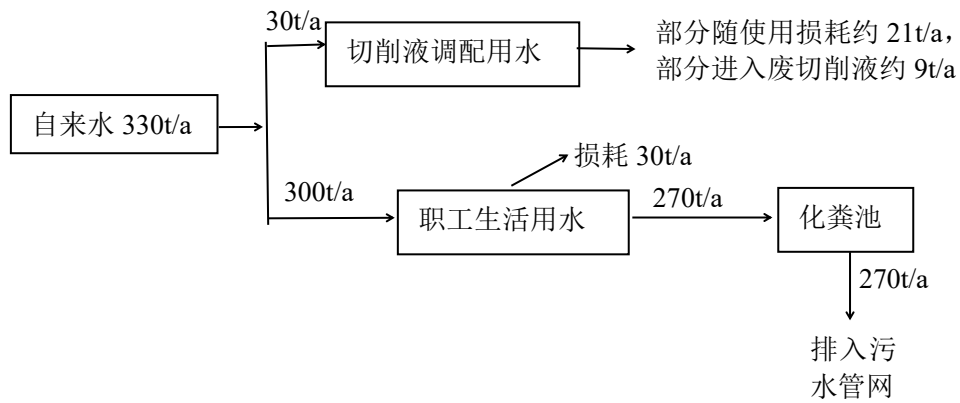 30t/a
切削液调配用水
部分随使用损耗约 21t/a，
部分进入废切削液约 9t/a
自来水 330t/a
损耗 30t/a
300t/a
职工生活用水
270t/a
化粪池
270t/a
排入污
水管网